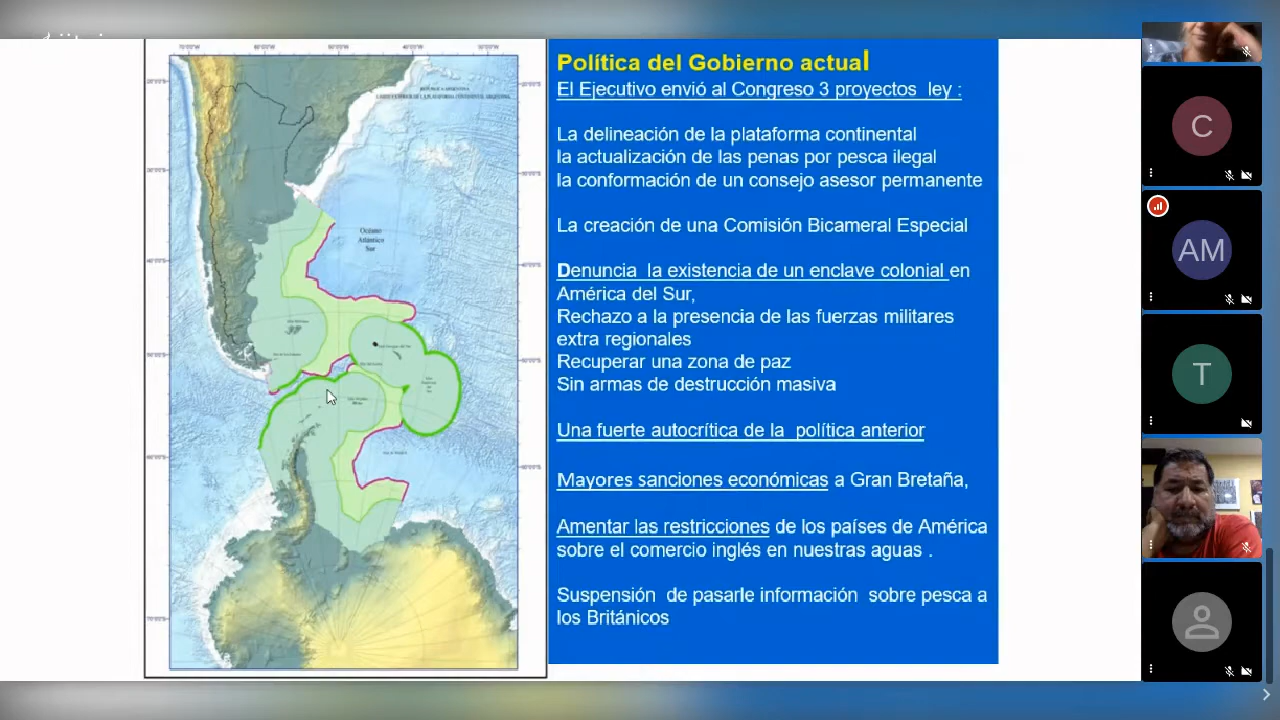 Política del Gobierno actual
El Ejecutivo envió al Congreso 3 proyectos ley :
La delineación de la plataforma continental
la actualización de las penas por pesca ilegal
la conformación de un consejo asesor permanente
La creación de una Comisión Bicameral Especial
Denuncia la existencia de un enclave colonial en
América del Sur,
Rechazo a la presencia de las fuerzas militares
extra regionales
Recuperar una zona de paz
Sin armas de destrucción masiva
Una fuerte autocrítica de la política anterior
Mayores sanciones económicas a Gran Bretaña,
Amentar las restricciones de los países de América
sobre el comercio inglés en nuestras aguas .
Suspensión de pasarle información sobre pesca a
los Británicos
Océano
Atlántico
Sur
C
AM
T